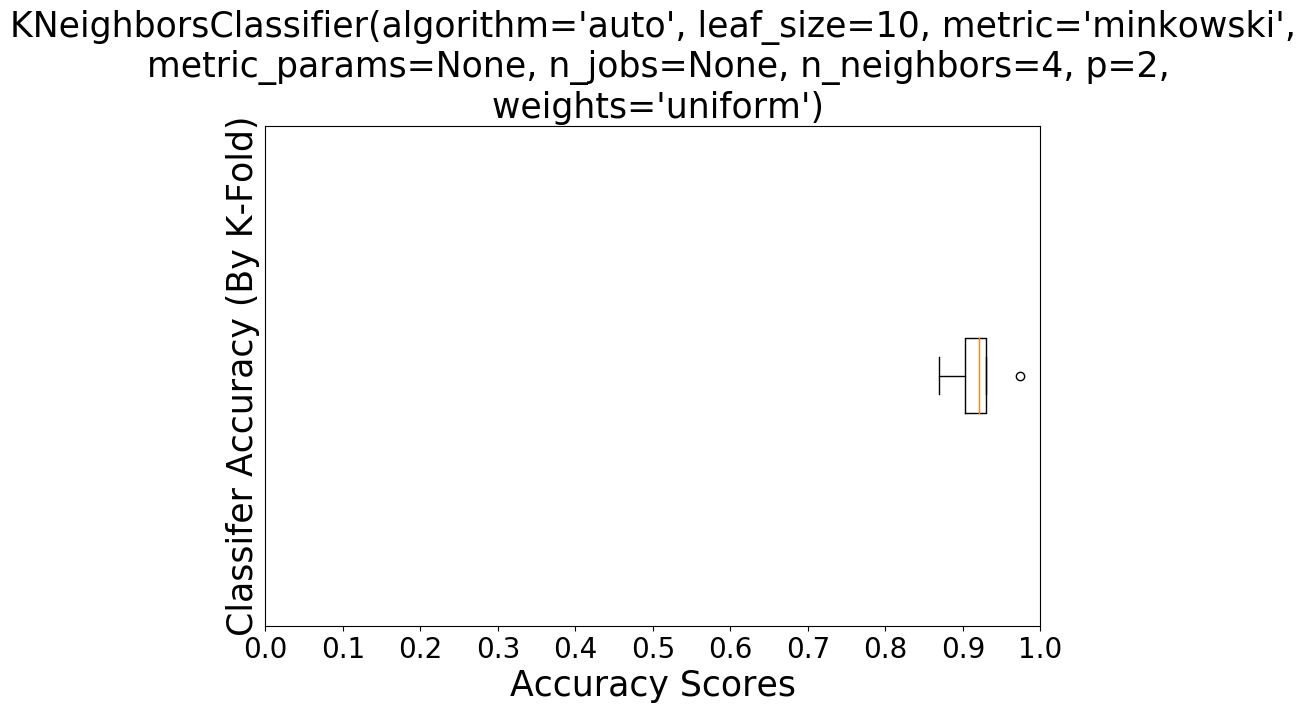 KNeighborsClassifier(algorithm='auto', leaf_size=10, metric='minkowski',
metric_params=None, n_jobs=None, n_neighbors=4, p=2,
weights='uniform')
Classifer Accuracy (By K-Fold)
0.0 0.1 0.2 0.3 0.4 0.5 0.6 0.7 0.8 0.9 1.0
Accuracy Scores